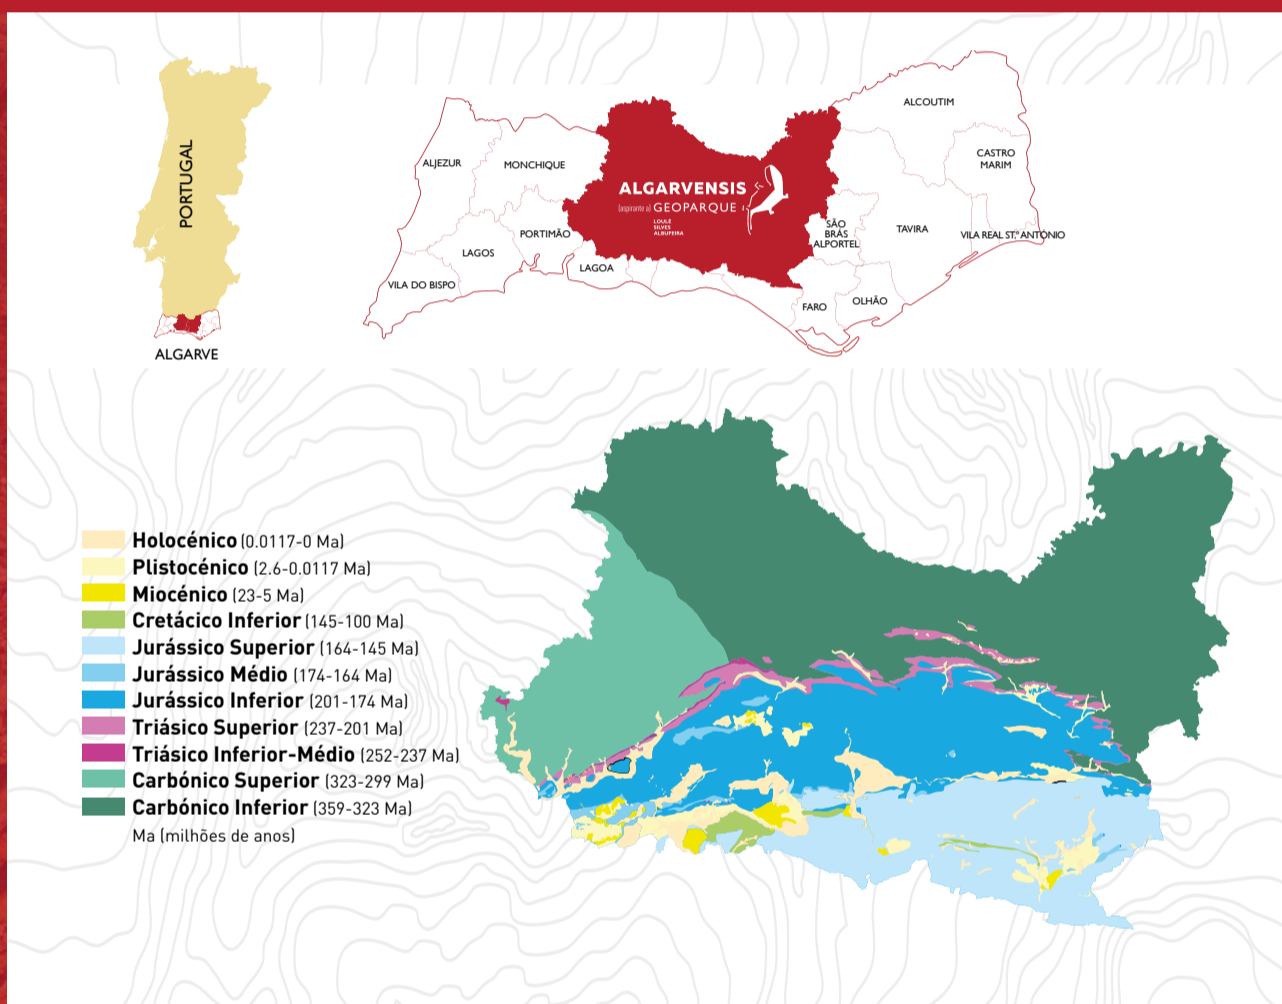 PORTUGAL
ALGARVE
ALJEZUR
MONCHIQUE
ALCOUTIM
CASTRO
MARIM
ALGARVENSIS
(aspirante a) GEOPARQUE
LOULÉ
SILVES
ALBUFEIRA
PORTIMÃO
LAGOS
LAGOA
VILA DO BISPO
SÃO
BRÁS
ALPORTEL
TAVIRA
VILA REAL ST.º ANTÓNIO
FARO
OLHÃO
Holocénico (0.0117-0 Ma)
Plistocénico (2.6-0.0117 Ma)
Miocénico (23-5 Ma)
Cretácico Inferior (145-100 Ma)
Jurássico Superior (164-145 Ma)
Jurássico Médio (174-164 Ma)
Jurássico Inferior (201-174 Ma)
Triásico Superior (237-201 Ma)
Triásico Inferior-Médio (252-237 Ma)
Carbónico Superior (323-299 Ma)
Carbónico Inferior (359-323 Ma)
Ma (milhões de anos)